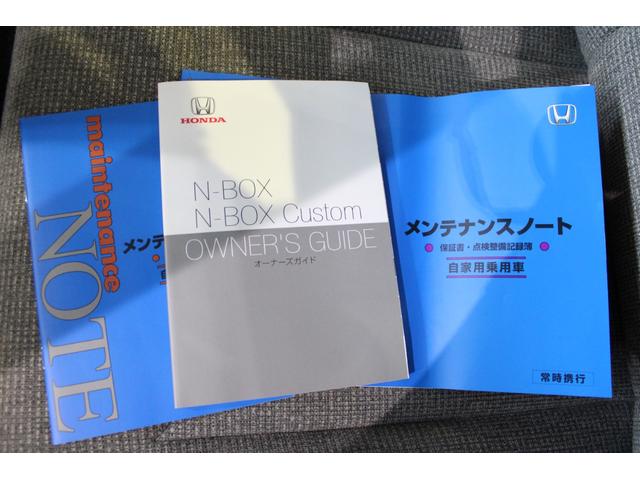 maintenance
NOTE
メンテ
自
HONDA
N-BOX
N-BOX Custom
OWNER'S GUIDE
オーナーズガイド
メンテナンスノート
保証書・点検整備記録簿
自家用乗用車
常時携行